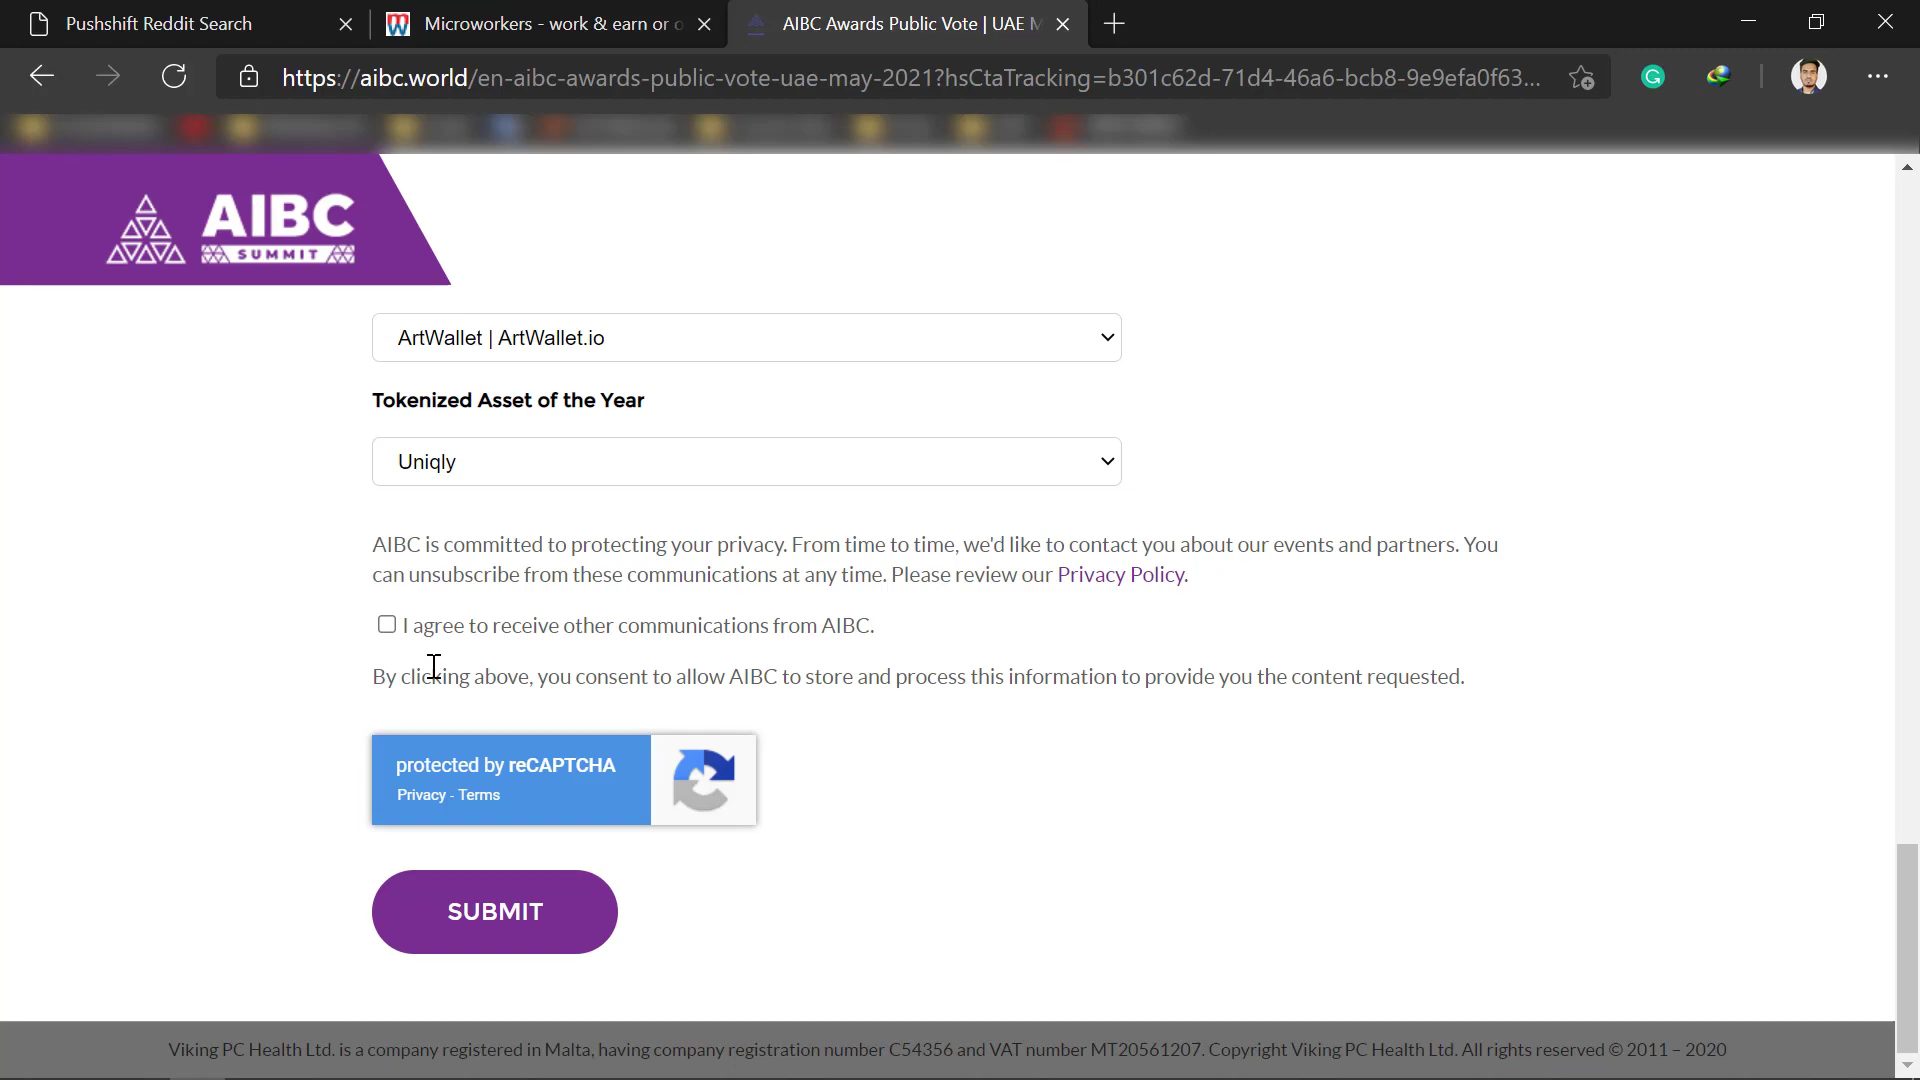 Pushshift Reddit Search
Microworkers - work & earn or o
AIBC Awards Public Vote | UAE M
https://aibc.world/en-aibc-awards-public-vote-uae-may-2021?hsCtaTracking=b301c62d-71d4-46a6-bcb8-9e9efa0f63...
AIBC
SUMMIT
ArtWallet | ArtWallet.io
Tokenized Asset of the Year
Uniqly
AIBC is committed to protecting your privacy. From time to time, we'd like to contact you about our events and partners. You
can unsubscribe from these communications at any time. Please review our Privacy Policy.
I agree to receive other communications from AIBC.
By clicking above, you consent to allow AIBC to store and process this information to provide you the content requested.
protected by reCAPTCHA
Privacy - Terms
SUBMIT
Viking PC Health Ltd. is a company registered in Malta, having company registration number C54356 and VAT number MT20561207. Copyright Viking PC Health Ltd. All rights reserved © 2011 – 2020